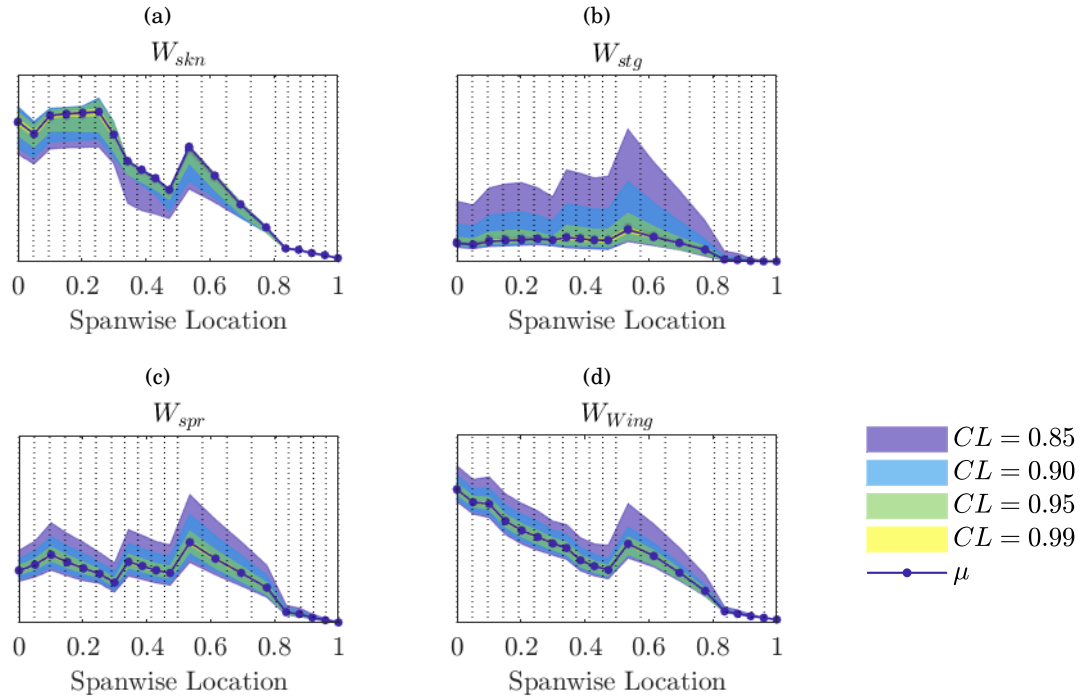 (a)
W_skn
0 0.2 0.4 0.6 0.8 1
Spanwise Location
(b)
W_stg
0 0.2 0.4 0.6 0.8 1
Spanwise Location
(c)
W_spr
0 0.2 0.4 0.6 0.8 1
Spanwise Location
(d)
W_Wing
0 0.2 0.4 0.6 0.8 1
Spanwise Location
CL = 0.85
CL = 0.90
CL = 0.95
CL = 0.99
μ